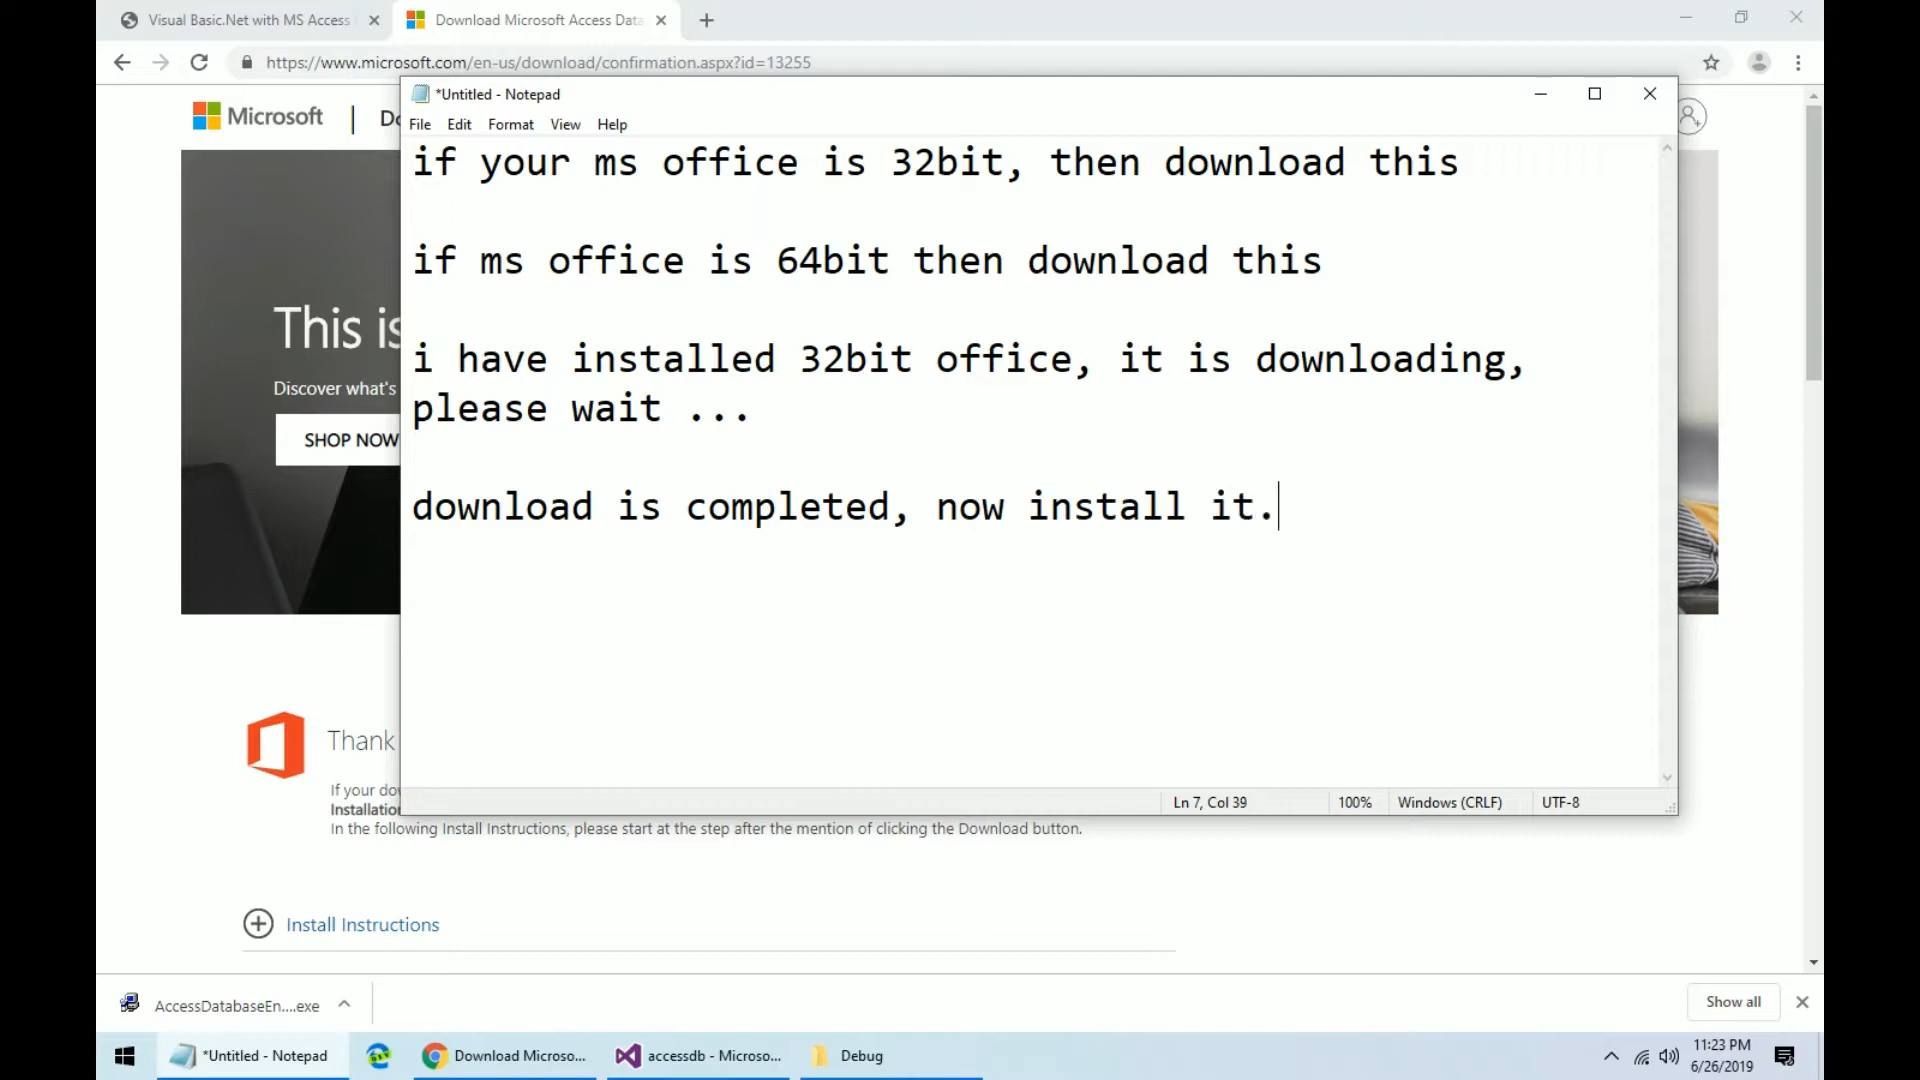 Visual Basic.Net with MS Access
Download Microsoft Access Data
https://www.microsoft.com/en-us/download/confirmation.aspx?id=13255
*Untitled - Notepad
Microsoft
File Edit Format View Help
if your ms office is 32bit, then download this
if ms office is 64bit then download this
This is
i have installed 32bit office, it is downloading,
Discover what's
please wait ...
SHOP NOW
download is completed, now install it.
Thank
If your
Installation
Ln 7, Col 39 100% Windows (CRLF) UTF-8
In the following Install Instructions, please start at the step after the mention of clicking the Download button.
Install Instructions
AccessDatabaseEn....exe
Show all
*Untitled - Notepad
Download Microso...
accessdb - Microso...
Debug
11:23 PM
6/26/2019